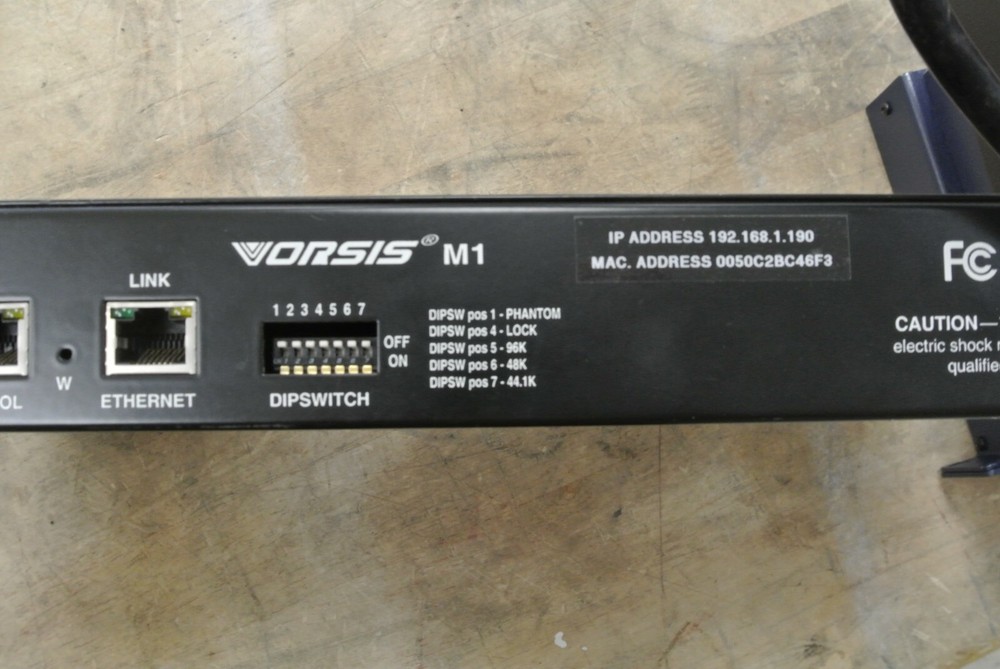 VORSIS® M1
IP ADDRESS 192.168.1.190
MAC. ADDRESS 0050C2BC46F3
FC
LINK
1 2 3 4 5 6 7
OFF
ON
DIPSW pos 1 - PHANTOM
DIPSW pos 4 - LOCK
DIPSW pos 5 - 96K
DIPSW pos 6 - 48K
DIPSW pos 7 - 44.1K
CAUTION—
electric shock
qualifie
OL
W
ETHERNET
DIPSWITCH